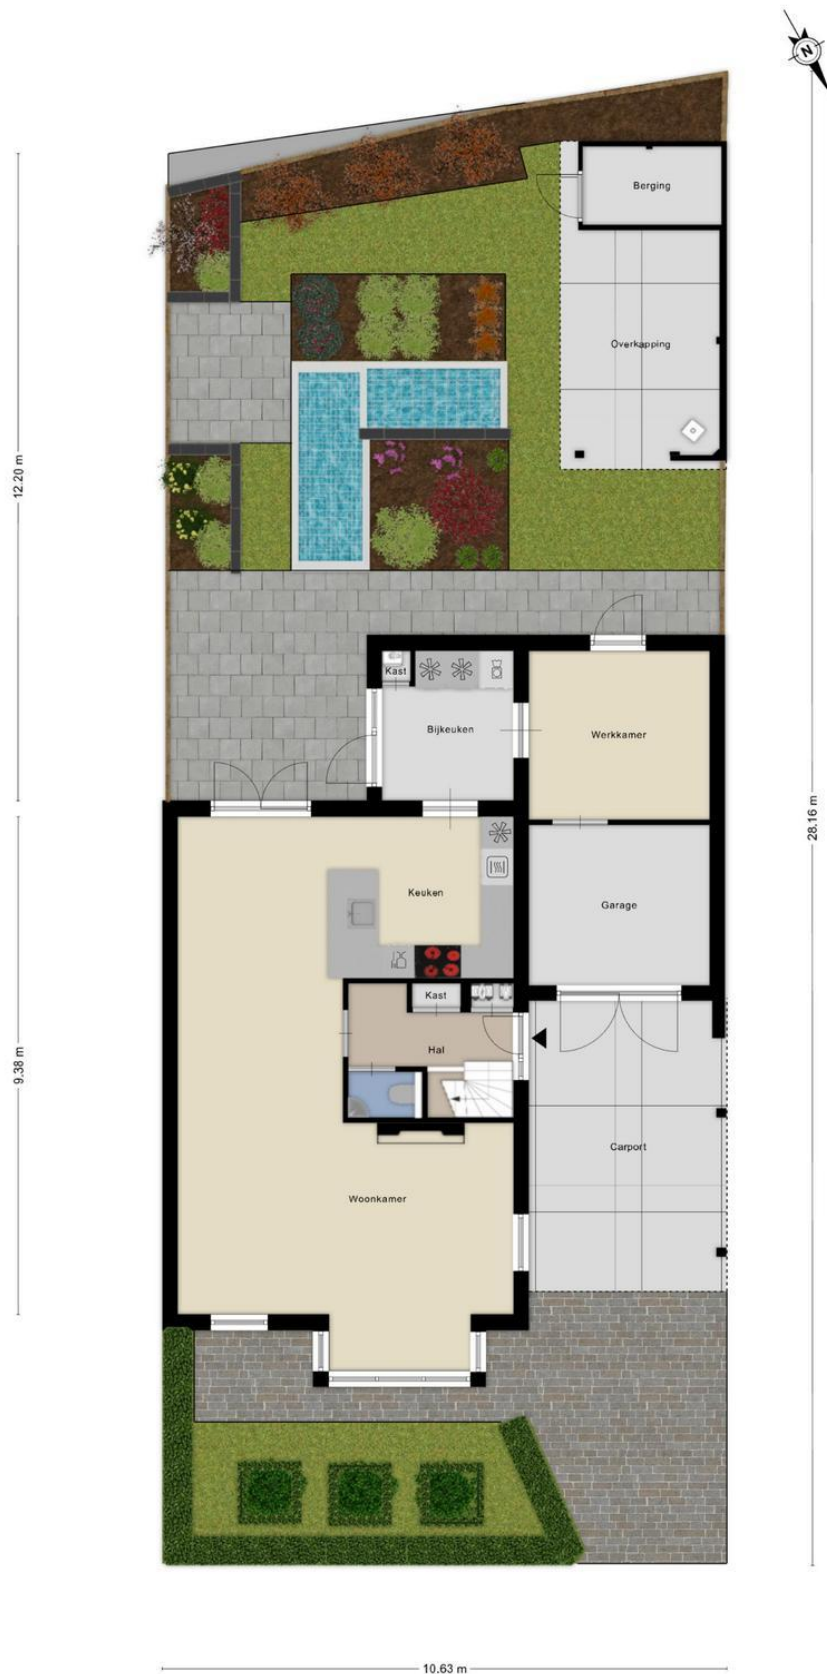 N
Berging
Overkapping
12.20 m
Kast
Bijkeuken
Werkkamer
28.16 m
Keuken
Garage
Kast
Hal
9.38 m
Carport
Woonkamer
10.63 m